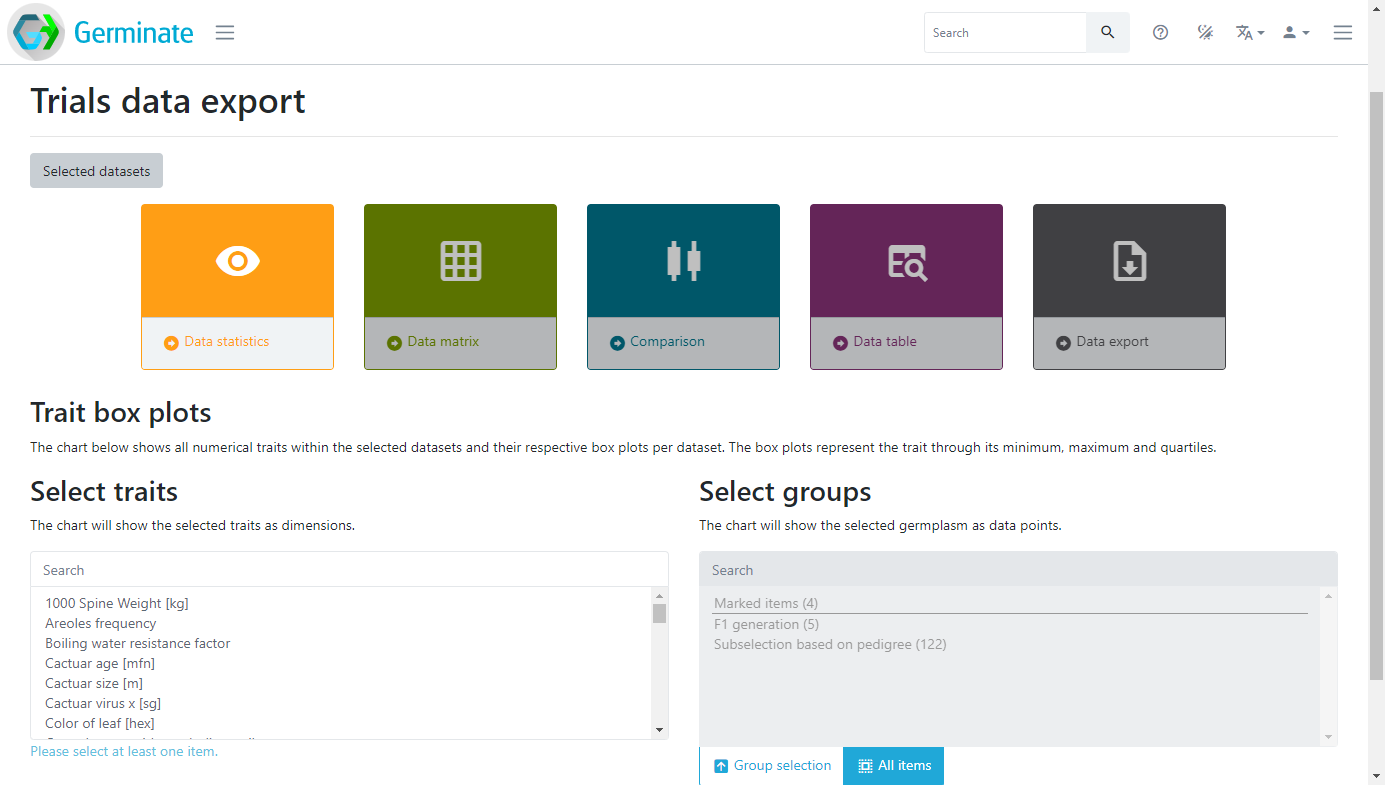 Germinate
Search
Trials data export
Selected datasets
Data statistics
Data matrix
Comparison
Data table
Data export
Trait box plots
The chart below shows all numerical traits within the selected datasets and their respective box plots per dataset. The box plots represent the trait through its minimum, maximum and quartiles.
Select traits
The chart will show the selected traits as dimensions.
Search
1000 Spine Weight [kg]
Areoles frequency
Boiling water resistance factor
Cactuar age [mfn]
Cactuar size [m]
Cactuar virus x [sg]
Color of leaf [hex]
Please select at least one item.
Select groups
The chart will show the selected germplasm as data points.
Search
Marked items (4)
F1 generation (5)
Subselection based on pedigree (122)
Group selection
All items